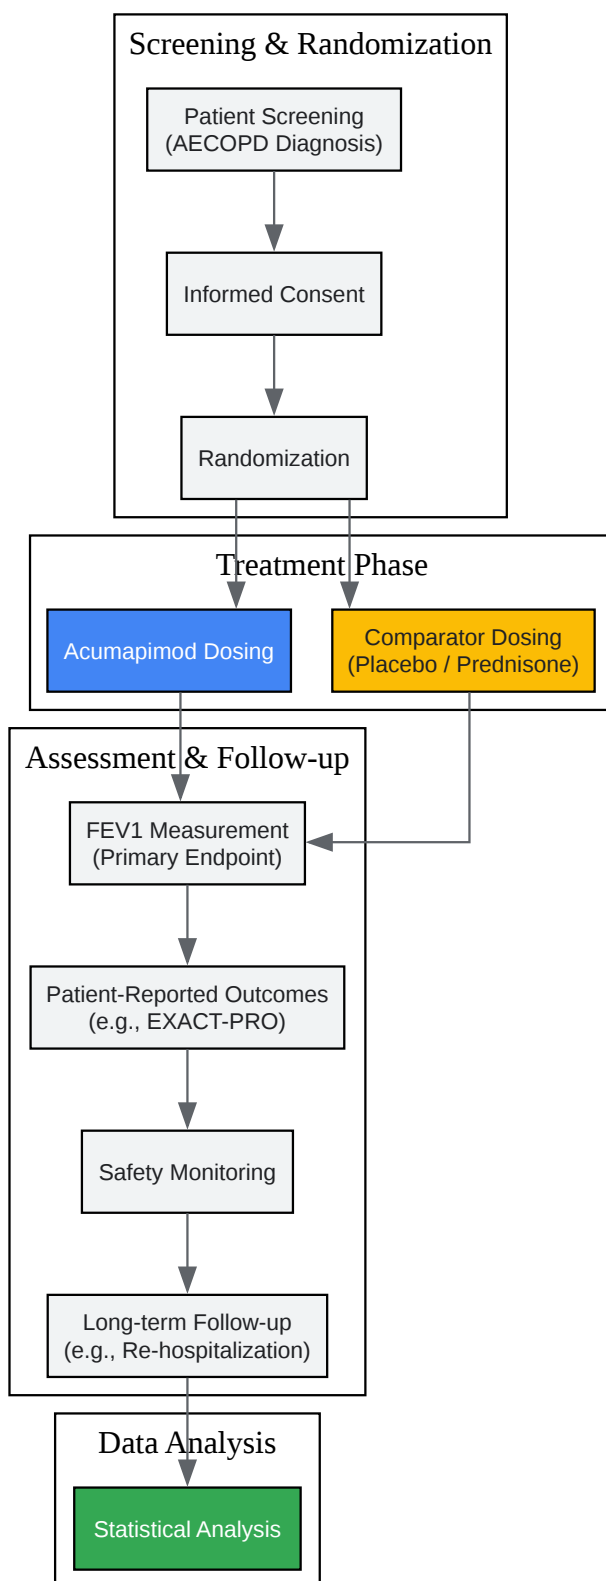 Screening & Randomization
Patient Screening
(AECOPD Diagnosis)
Informed Consent
Randomization
Treatment Phase
Acumapimod Dosing
Comparator Dosing
(Placebo / Prednisone)
Assessment & Follow-up
FEV1 Measurement
(Primary Endpoint)
Patient-Reported Outcomes
(e.g., EXACT-PRO)
Safety Monitoring
Long-term Follow-up
(e.g., Re-hospitalization)
Data Analysis
Statistical Analysis